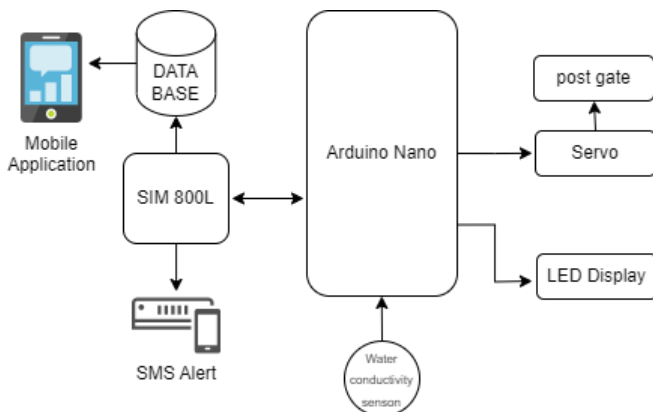 DATA
BASE
post gate
Mobile
Application
Arduino Nano
Servo
SIM 800L
LED Display
SMS Alert
Water
conductivity
senson